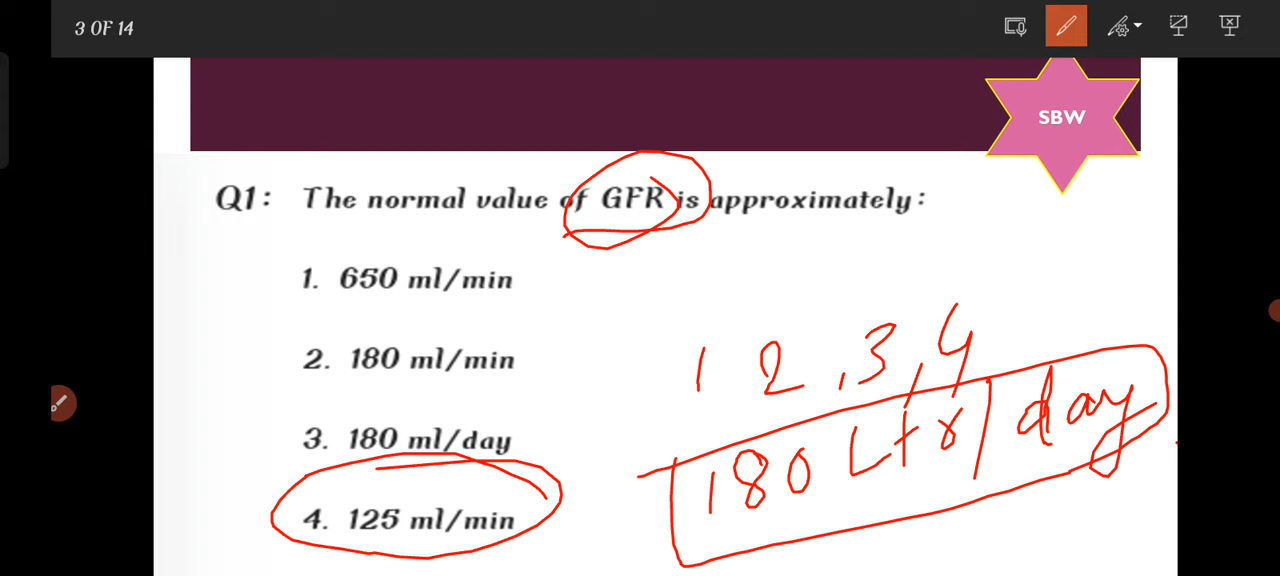 3 OF 14
SBW
Q1: The normal value of GFR is approximately:
1. 650 ml/min
2. 180 ml/min
3. 180 ml/day
4. 125 ml/min
1 2 , 3 , 4
180 Ltr/day